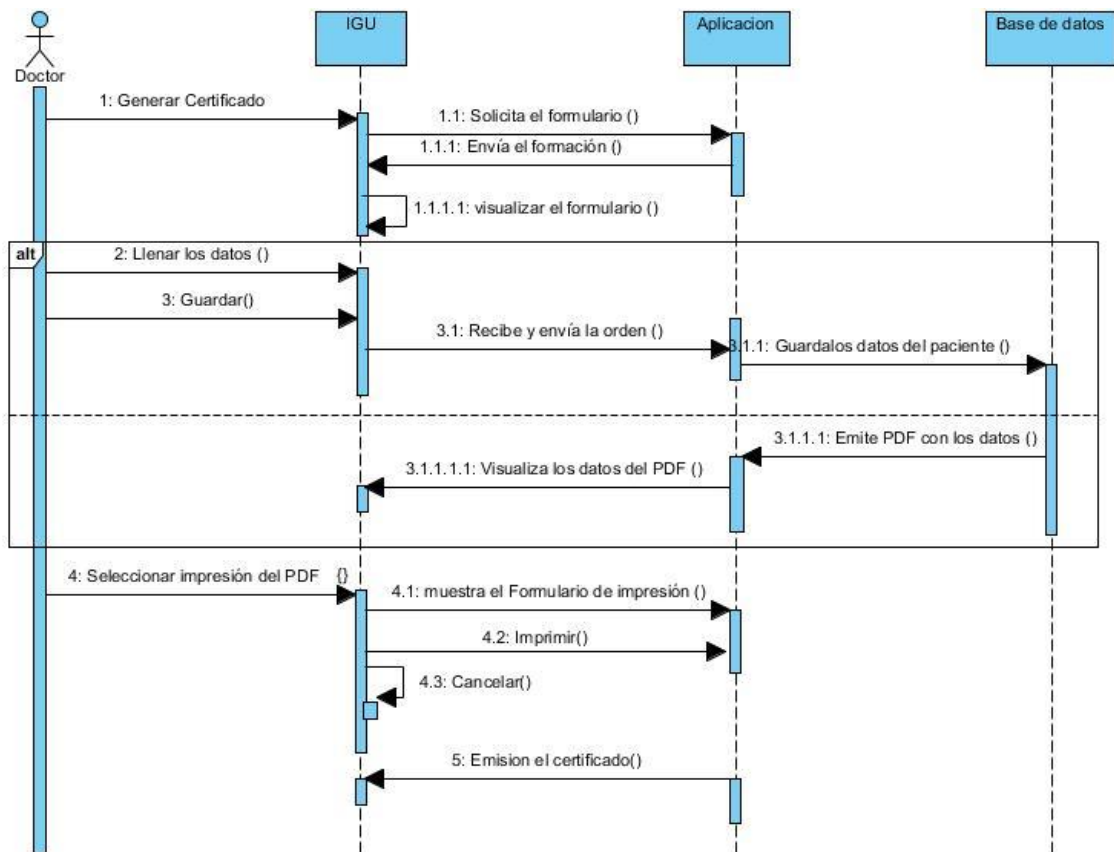 Doctor
IGU
Aplicacion
Base de datos
1: Generar Certificado
1.1: Solicita el formulario ()
1.1.1: Envía el formación ()
1.1.1.1: visualizar el formulario ()
alt
2: Llenar los datos ()
3: Guardar()
3.1: Recibe y envía la orden ()
3.1.1: Guardalos datos del paciente ()
3.1.1.1: Emite PDF con los datos ()
3.1.1.1.1: Visualiza los datos del PDF ()
4: Seleccionar impresión del PDF {}
4.1: muestra el Formulario de impresión ()
4.2: Imprimir()
4.3: Cancelar()
5: Emision el certificado()